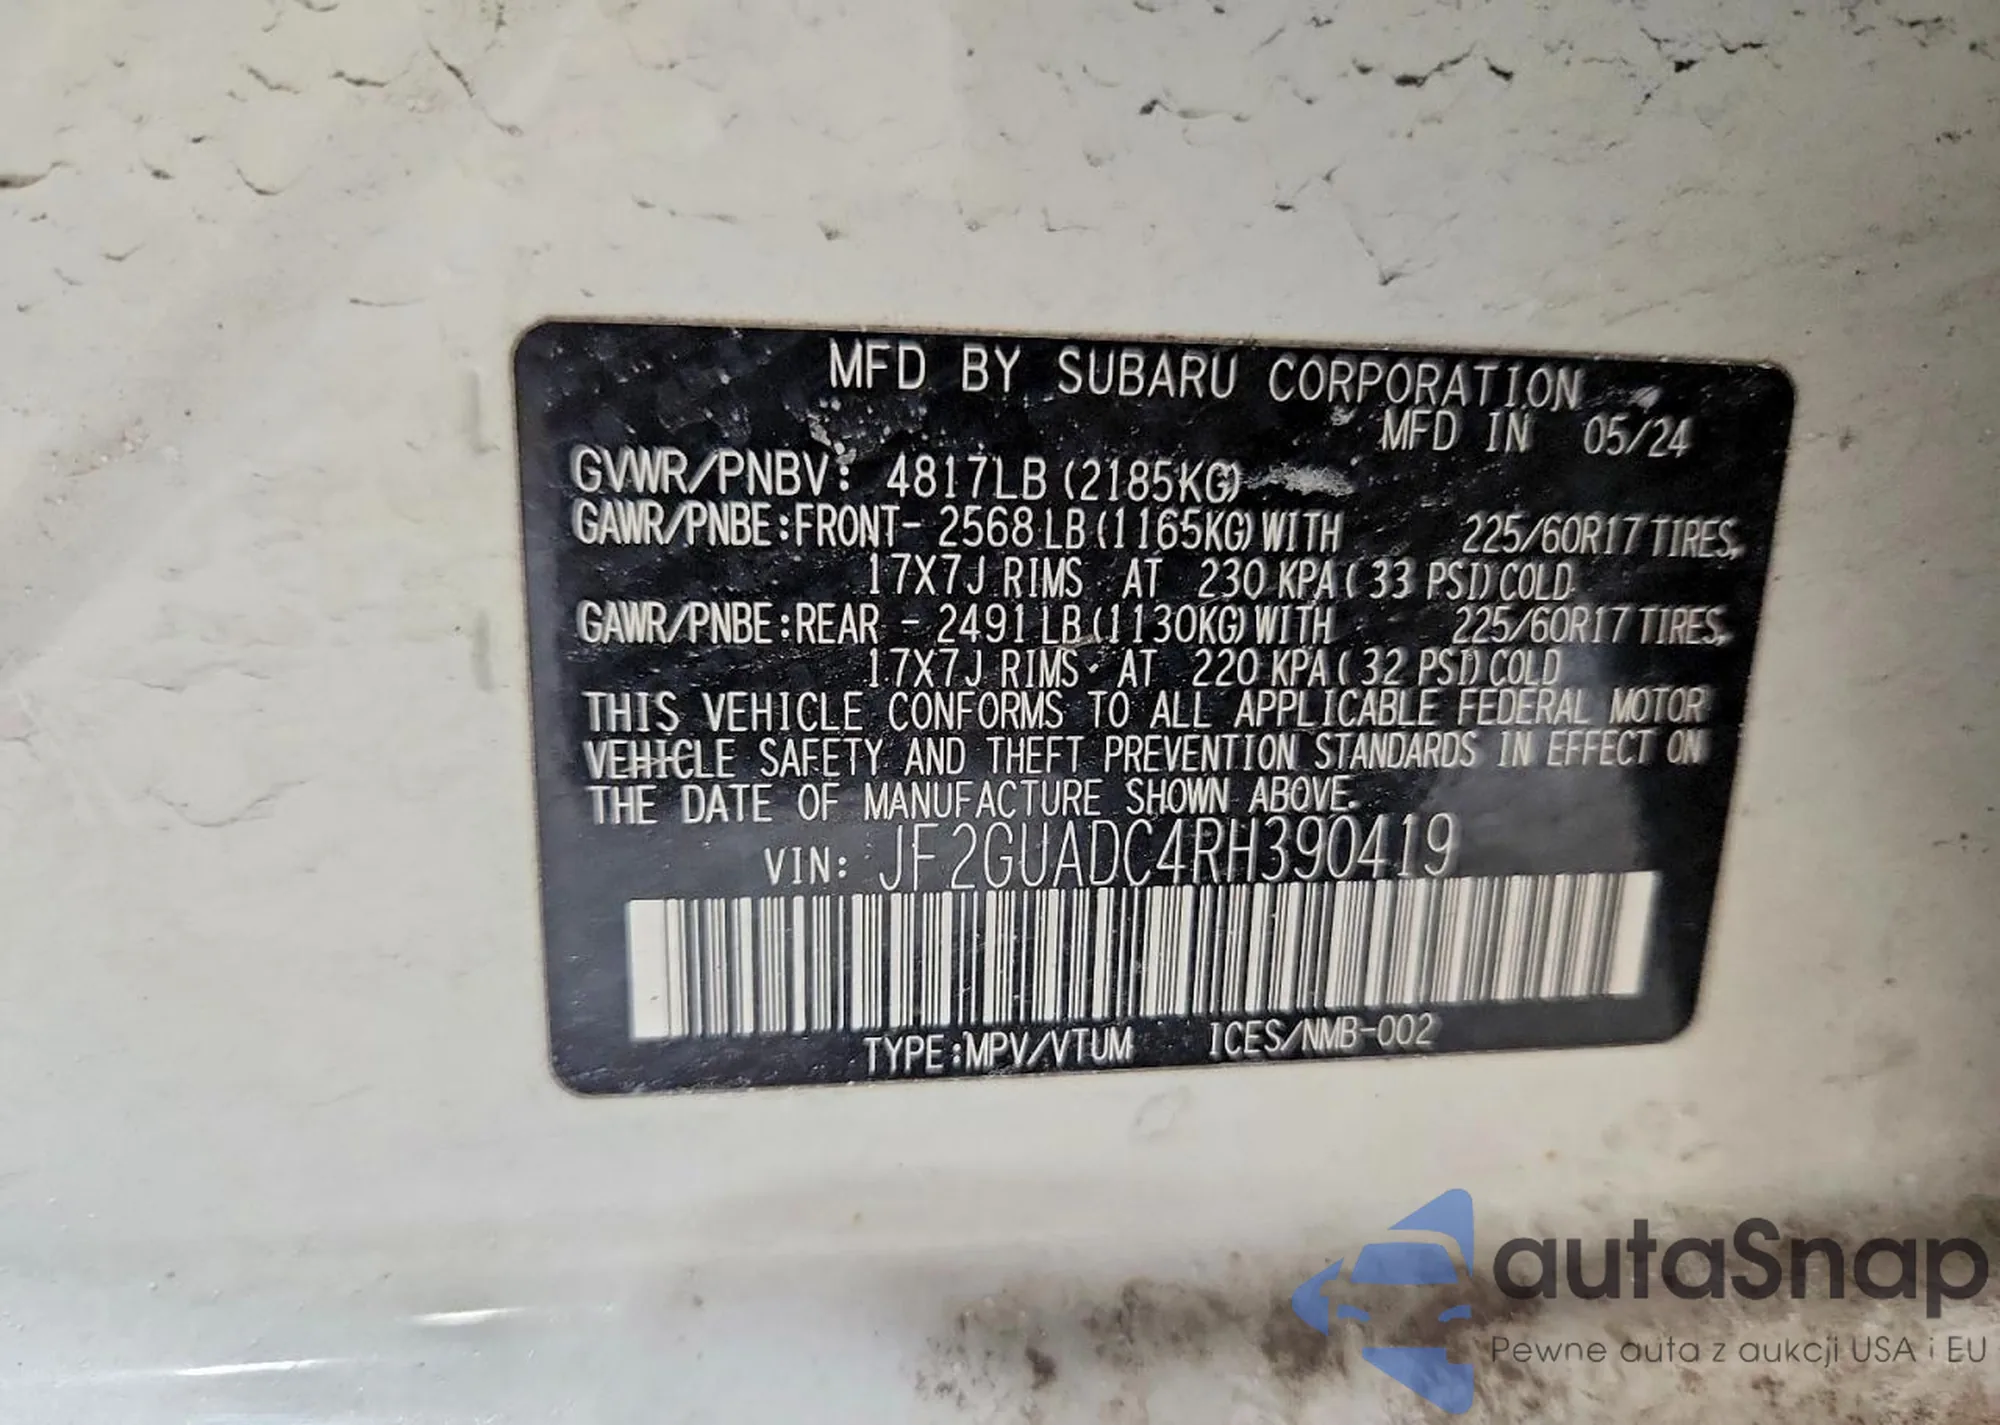 MFD BY SUBARU CORPORATION
MFD IN 05/24
GVWR/PNBV: 4817LB (2185KG)
GAWR/PNBE:FRONT- 2568 LB (1165KG) WITH 225/60R17 TIRES,
17X7J RIMS AT 230 KPA ( 33 PSI) COLD
GAWR/PNBE:REAR - 2491 LB (1130KG) WITH 225/60R17 TIRES,
17X7J RIMS AT 220 KPA ( 32 PSI) COLD
THIS VEHICLE CONFORMS TO ALL APPLICABLE FEDERAL MOTOR
VEHICLE SAFETY AND THEFT PREVENTION STANDARDS IN EFFECT ON
THE DATE OF MANUFACTURE SHOWN ABOVE.
VIN: JF2GUADC4RH390419
TYPE:MPV/VTUM ICES/NMB-002
autaSnap
Pewne auta z aukcji USA i EU